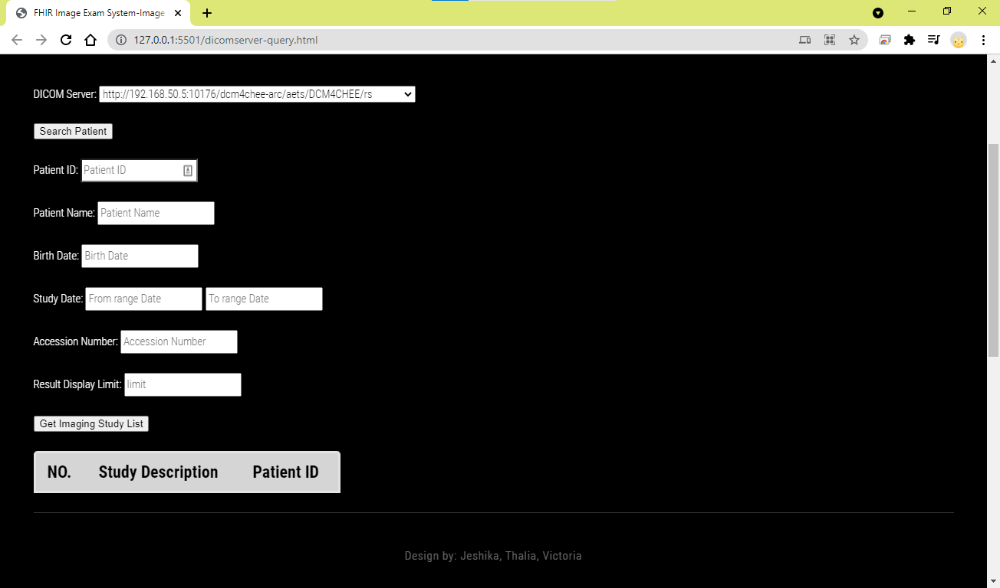 FHIR Image Exam System-Image
127.0.0.1:5501/dicomserver-query.html
DICOM Server: http://192.168.50.5:10176/dcm4chee-arc/aets/DCM4CHEE/rs
Search Patient
Patient ID: Patient ID
Patient Name: Patient Name
Birth Date: Birth Date
Study Date: From range Date To range Date
Accession Number: Accession Number
Result Display Limit: limit
Get Imaging Study List
NO. Study Description Patient ID
Design by: Jeshika, Thalia, Victoria